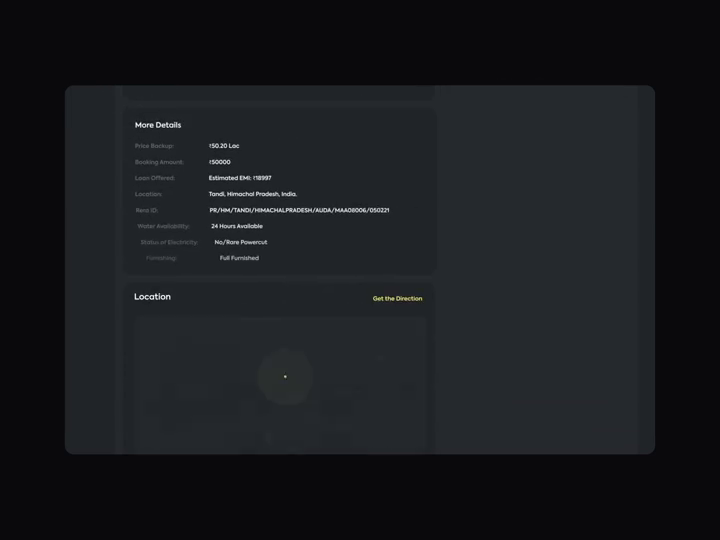 More Details
Price Backup: ₹50.20 Lac
Booking Amount: ₹50000
Loan Offered: Estimated EMI: ₹18997
Location: Tandi, Himachal Pradesh, India.
Rent ID: PR/HM/TANDI/HIMACHALPRADESH/AUDA/MAA08006/050221
Water Availability: 24 Hours Available
Status of Electricity: No/Rare Powercut
Furnishing: Full Furnished
Location Get the Direction